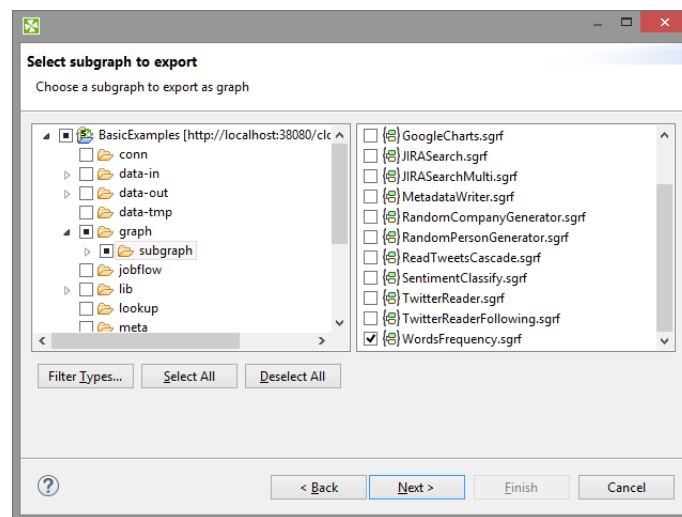 Select subgraph to export
Choose a subgraph to export as graph
BasicExamples [http://localhost:38080/clc
conn
data-in
data-out
data-tmp
graph
subgraph
jobflow
lib
lookup
meta
GoogleCharts.sgrf
JIRASearch.sgrf
JIRASearchMulti.sgrf
MetadataWriter.sgrf
RandomCompanyGenerator.sgrf
RandomPersonGenerator.sgrf
ReadTweetsCascade.sgrf
SentimentClassify.sgrf
TwitterReader.sgrf
TwitterReaderFollowing.sgrf
WordsFrequency.sgrf
Filter Types... Select All Deselect All
? < Back Next > Finish Cancel